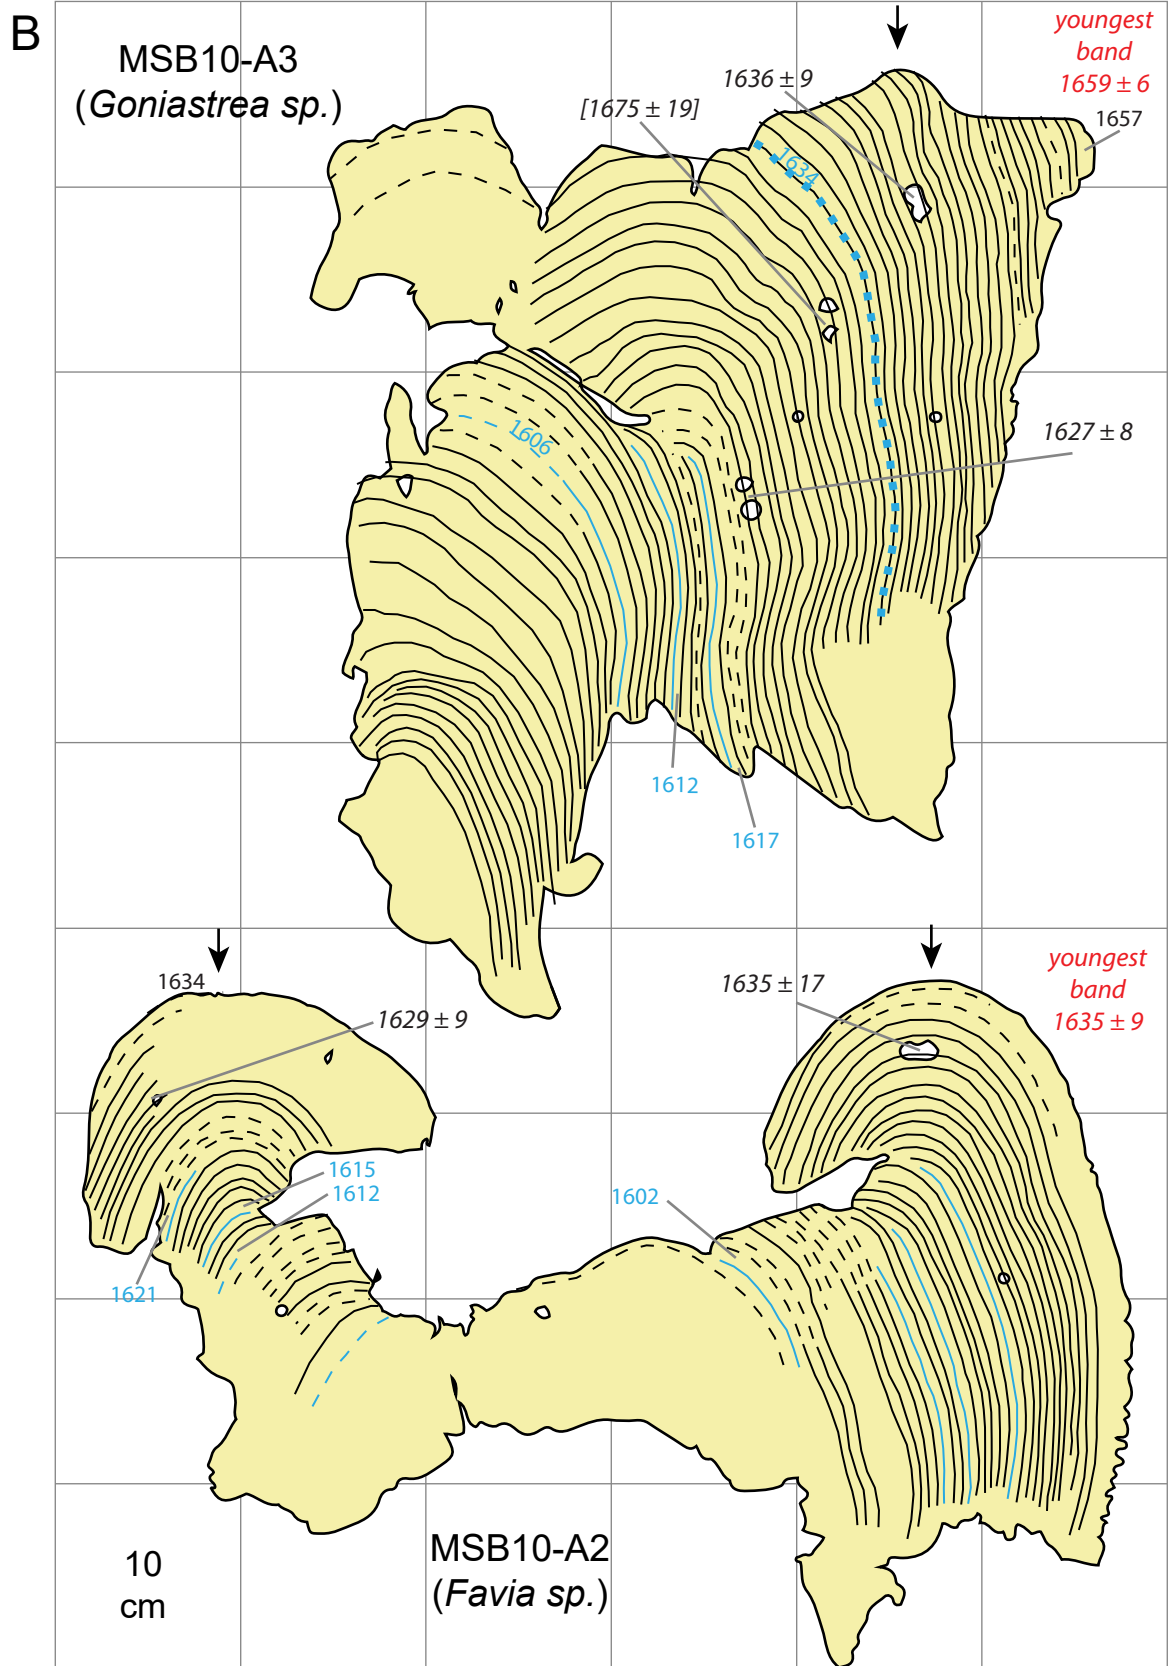 B
MSB10-A3
(Goniastrea sp.)
youngest
band
1659 ± 6
1636 ± 9
[1675 ± 19]
1657
1634
1627 ± 8
1606
1612
1617
1634
1629 ± 9
1635 ± 17
youngest
band
1635 ± 9
1615
1612
1602
1621
10
cm
MSB10-A2
(Favia sp.)